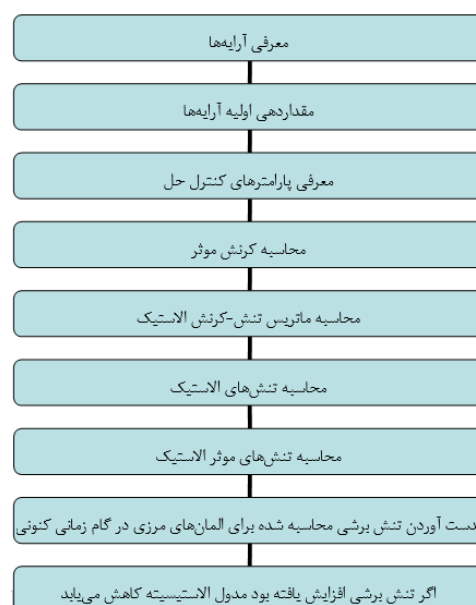 معرفی آرایه‌ها
مقداردهی اولیه آرایه‌ها
معرفی پارامترهای کنترل حل
محاسبه کرنش موثر
محاسبه ماتریس تنش-کرنش الاستیک
محاسبه تنش‌های الاستیک
محاسبه تنش‌های موثر الاستیک
آوردن تنش برشی محاسبه شده برای المان‌های مرزی در گام زمانی کنونی
اگر تنش برشی افزایش یافته بود مدول الاستیسیته کاهش می‌یابد